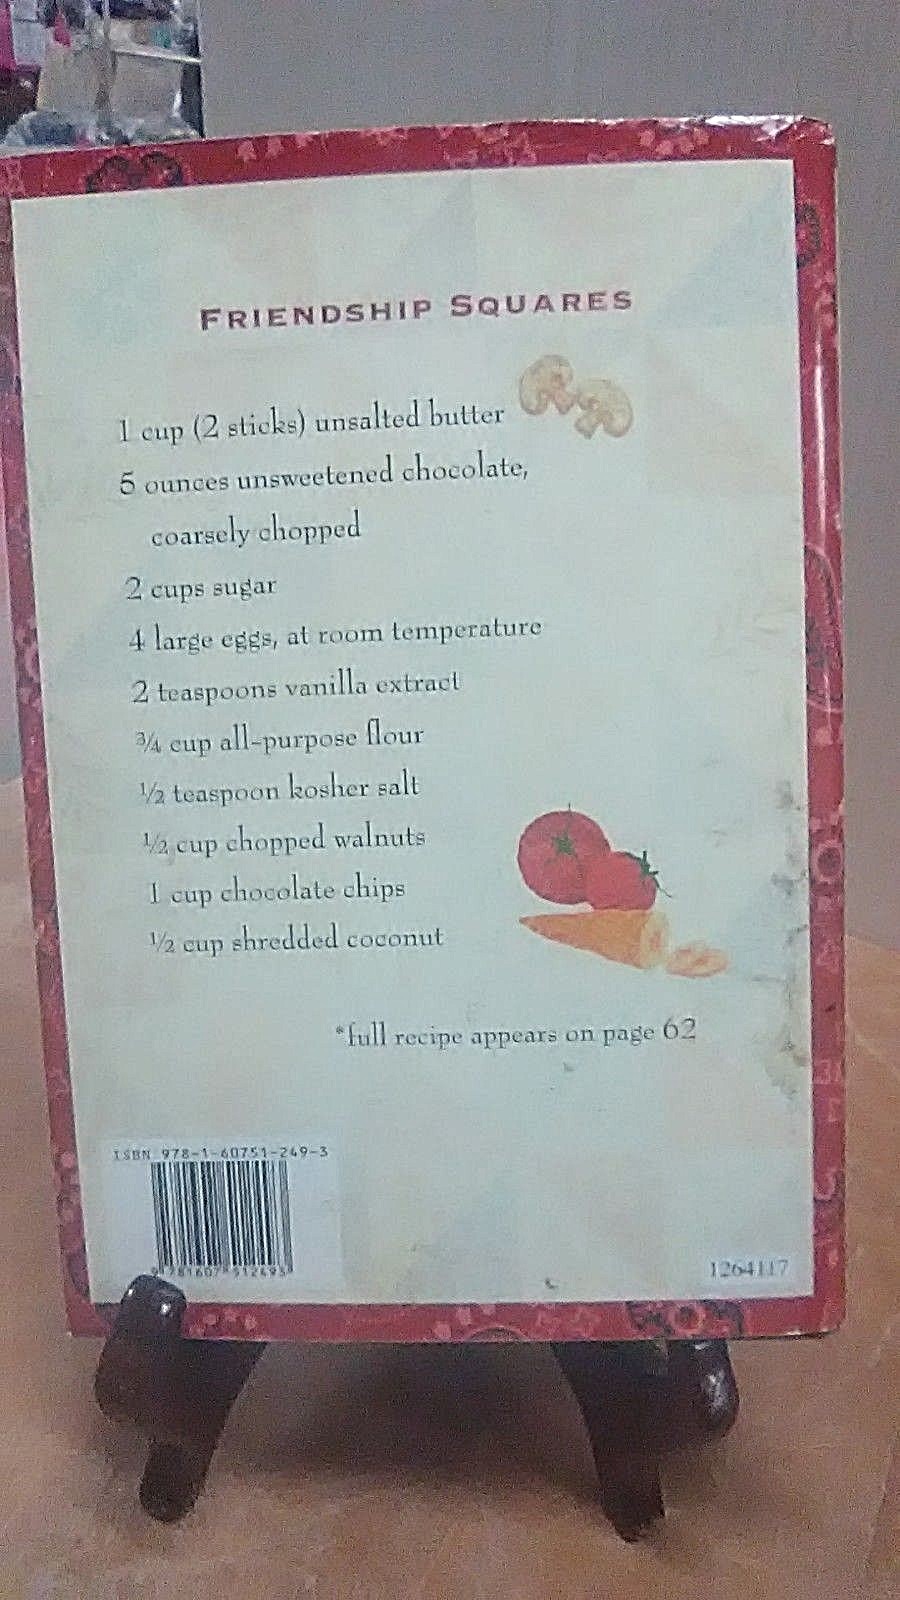 FRIENDSHIP SQUARES
1 cup (2 sticks) unsalted butter
5 ounces unsweetened chocolate,
coarsely chopped
2 cups sugar
4 large eggs, at room temperature
2 teaspoons vanilla extract
¾ cup all-purpose flour
½ teaspoon kosher salt
½ cup chopped walnuts
1 cup chocolate chips
½ cup shredded coconut
*full recipe appears on page 62
ISBN 978-1-60751-249-3
9 781607 512493
1264117